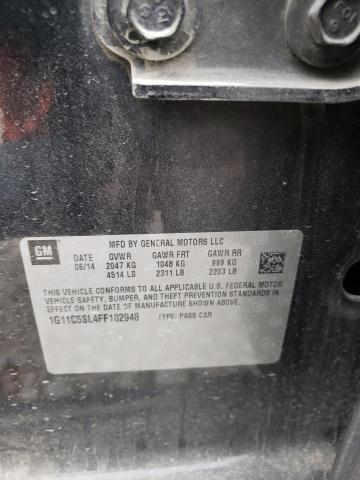 GM
MFD BY GENERAL MOTORS LLC
DATE GVWR GAWR FRT GAWR RR
06/14 2047 KG 1048 KG 999 KG
4514 LB 2311 LB 2203 LB
THIS VEHICLE CONFORMS TO ALL APPLICABLE U.S. FEDERAL MOTOR
VEHICLE SAFETY, BUMPER, AND THEFT PREVENTION STANDARDS IN
EFFECT ON THE DATE OF MANUFACTURE SHOWN ABOVE.
1G11C5SL4FF102948 TYPE: PASS CAR